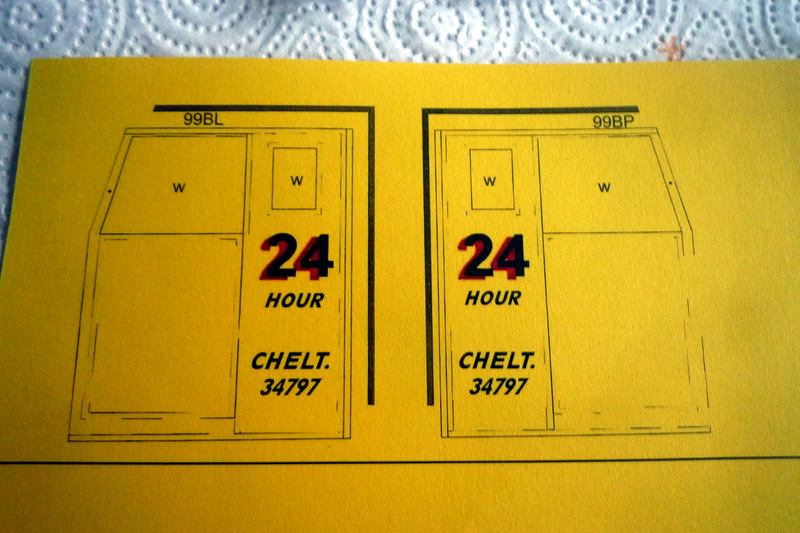 99BL
W
W
24
HOUR
CHELT.
34797
99BP
W
W
24
HOUR
CHELT.
34797